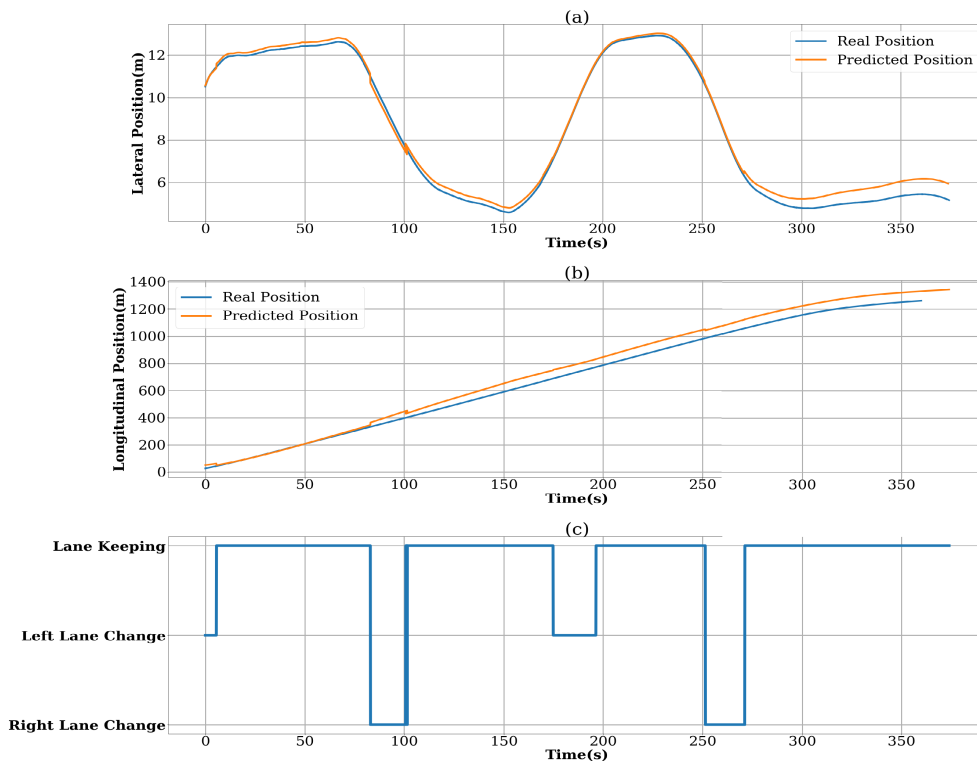 (a)
Lateral Position(m)
12
10
8
6
Real Position
Predicted Position
0 50 100 150 200 250 300 350
Time(s)
(b)
Longitudinal Position(m)
1400
1200
1000
800
600
400
200
0
Real Position
Predicted Position
0 50 100 150 200 250 300 350
Time(s)
(c)
Lane Keeping
Left Lane Change
Right Lane Change
0 50 100 150 200 250 300 350
Time(s)